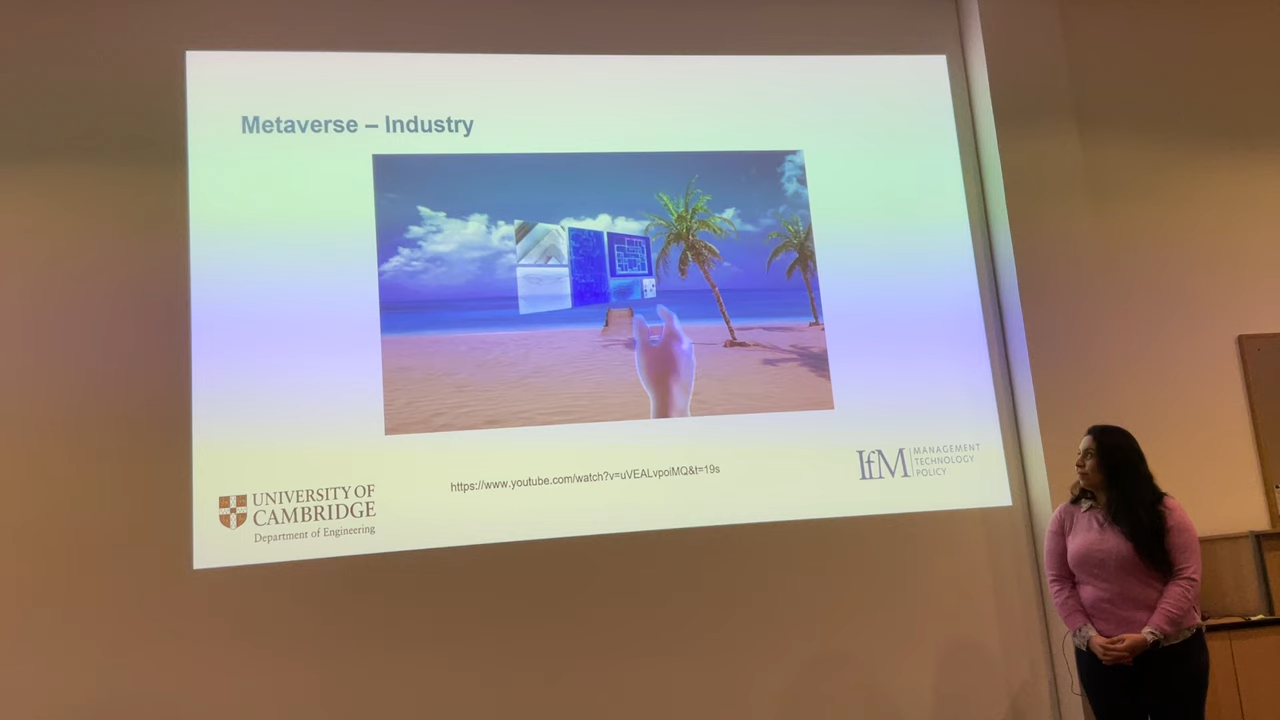 Metaverse – Industry
https://www.youtube.com/watch?v=uVEALvpoiMQ&t=19s
UNIVERSITY OF
CAMBRIDGE
Department of Engineering
IfM
MANAGEMENT
TECHNOLOGY
POLICY